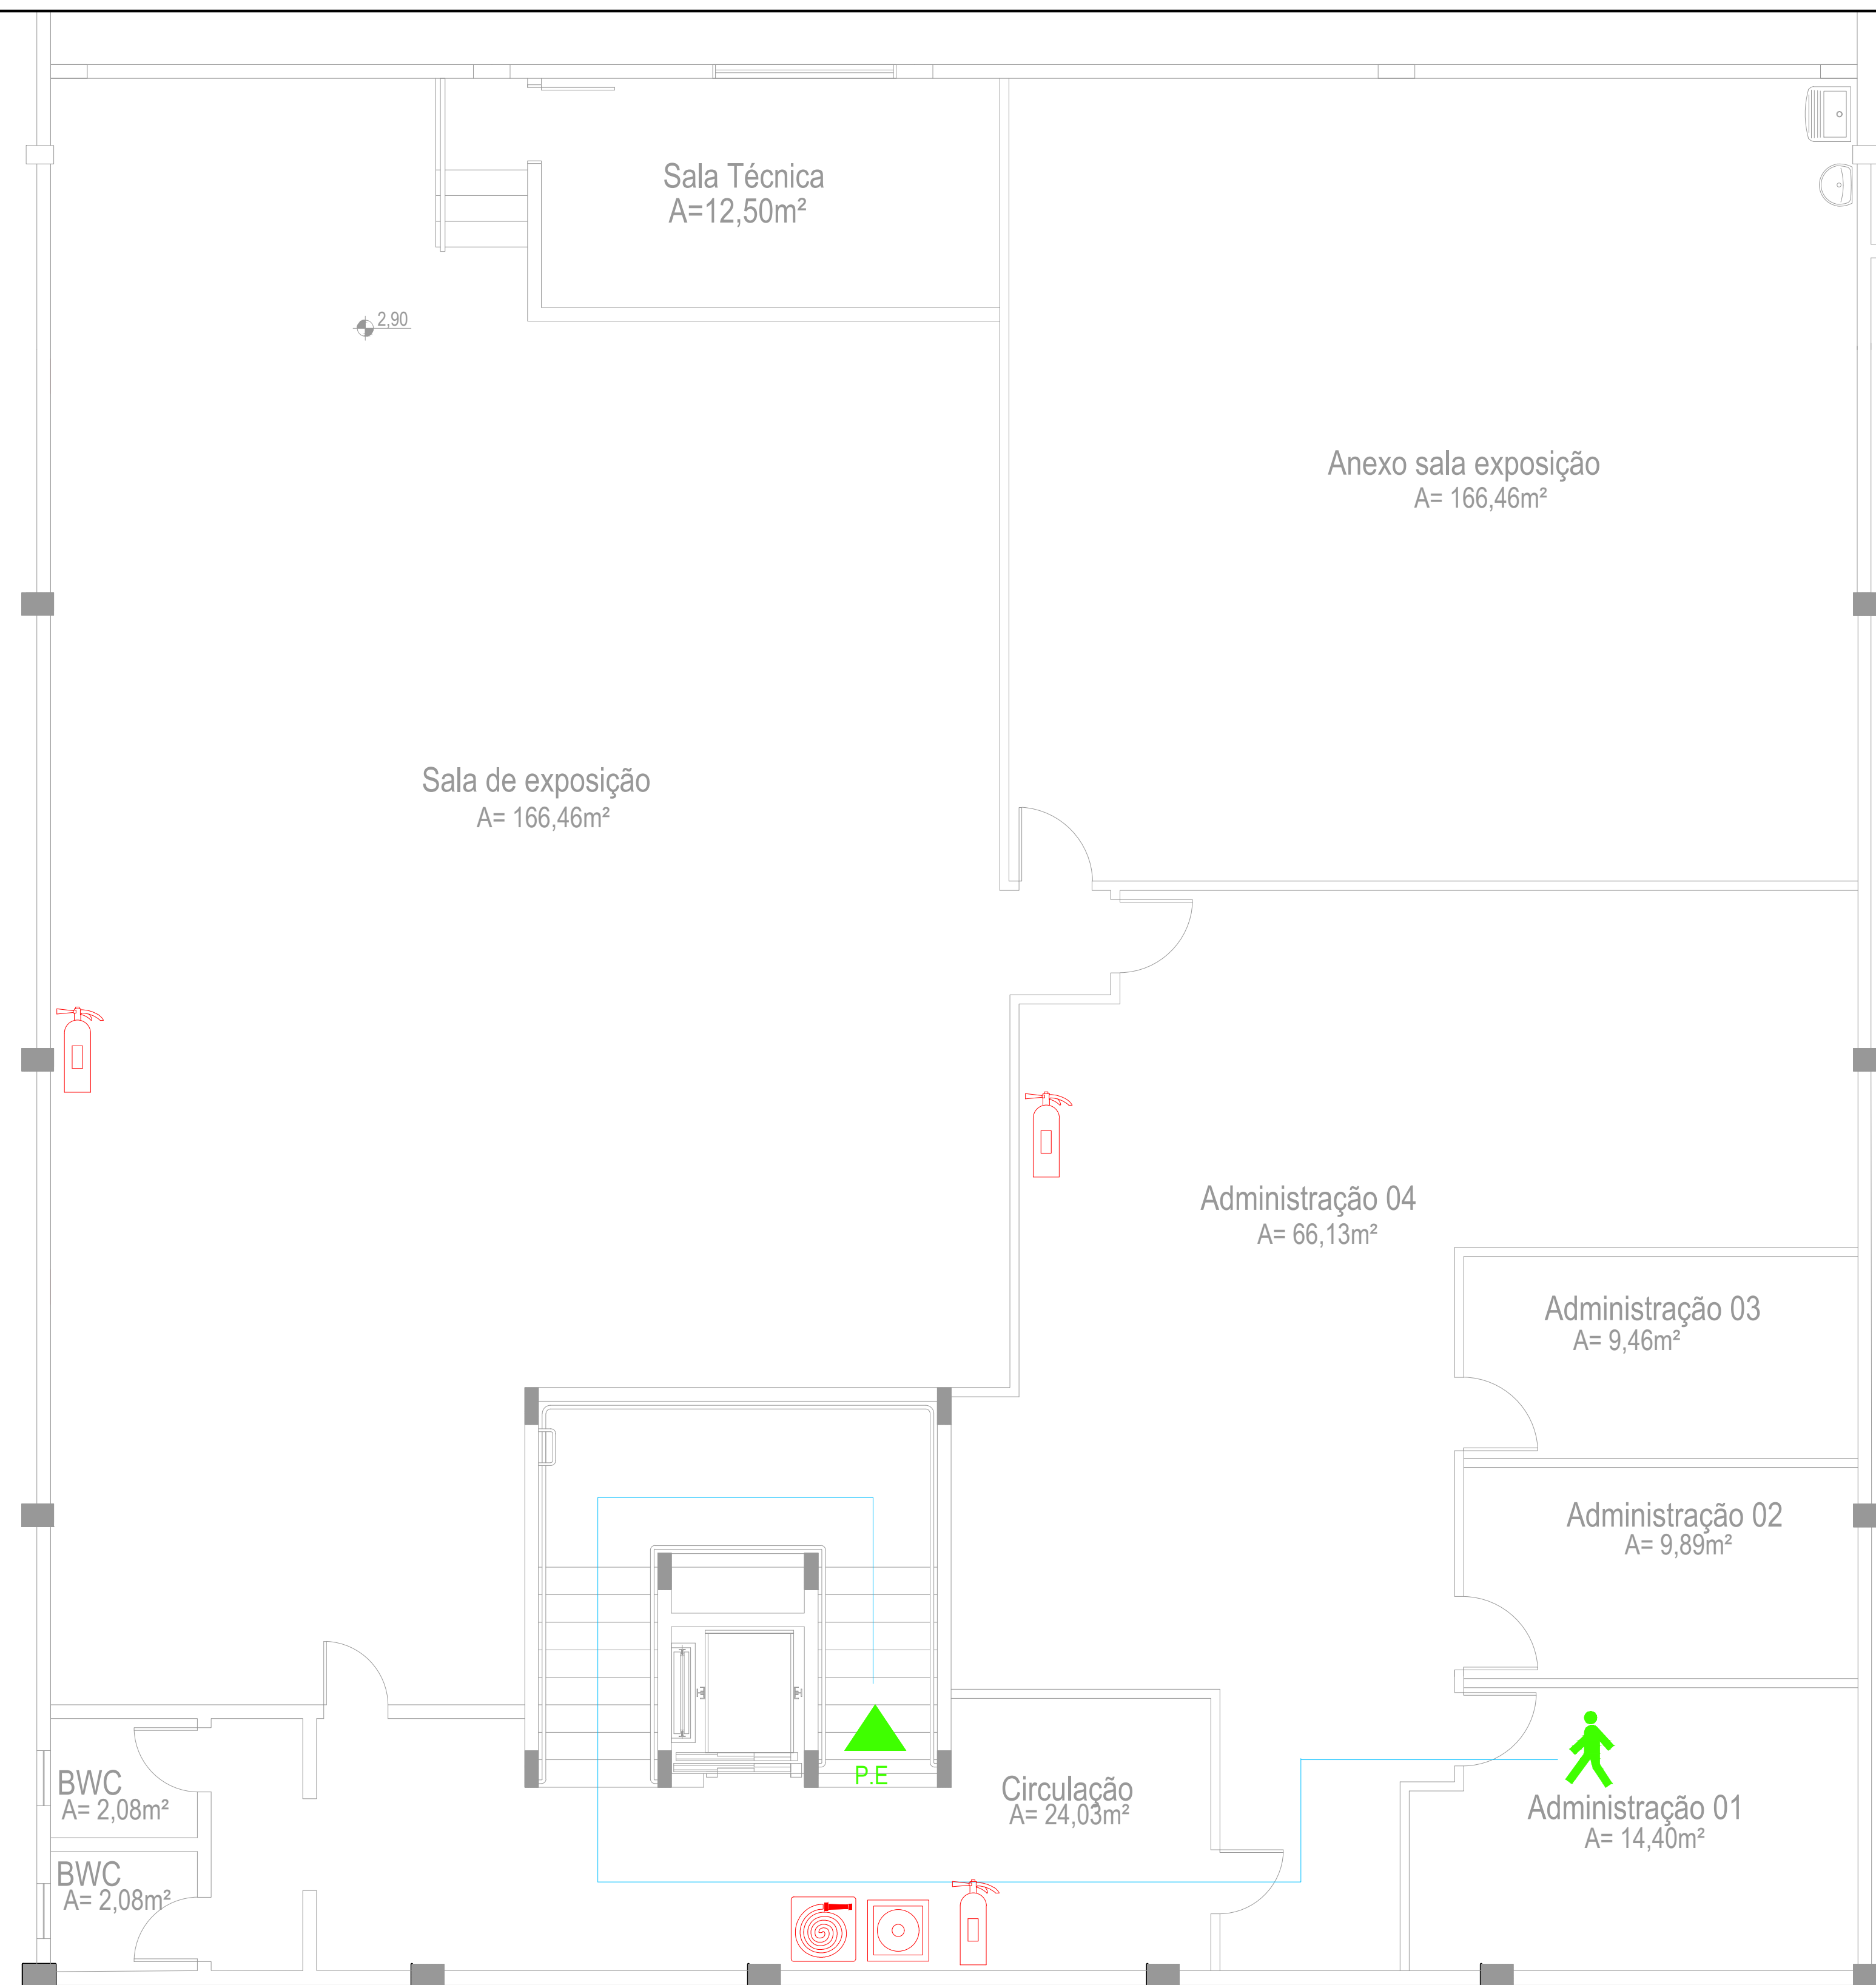 Sala Técnica
A=12,50m²
2,90
Anexo sala exposição
A= 166,46m²
Sala de exposição
A= 166,46m²
Administração 04
A= 66,13m²
Administração 03
A= 9,46m²
Administração 02
A= 9,89m²
P.E
BWC
A= 2,08m²
Circulação
A= 24,03m²
Administração 01
A= 14,40m²
BWC
A= 2,08m²